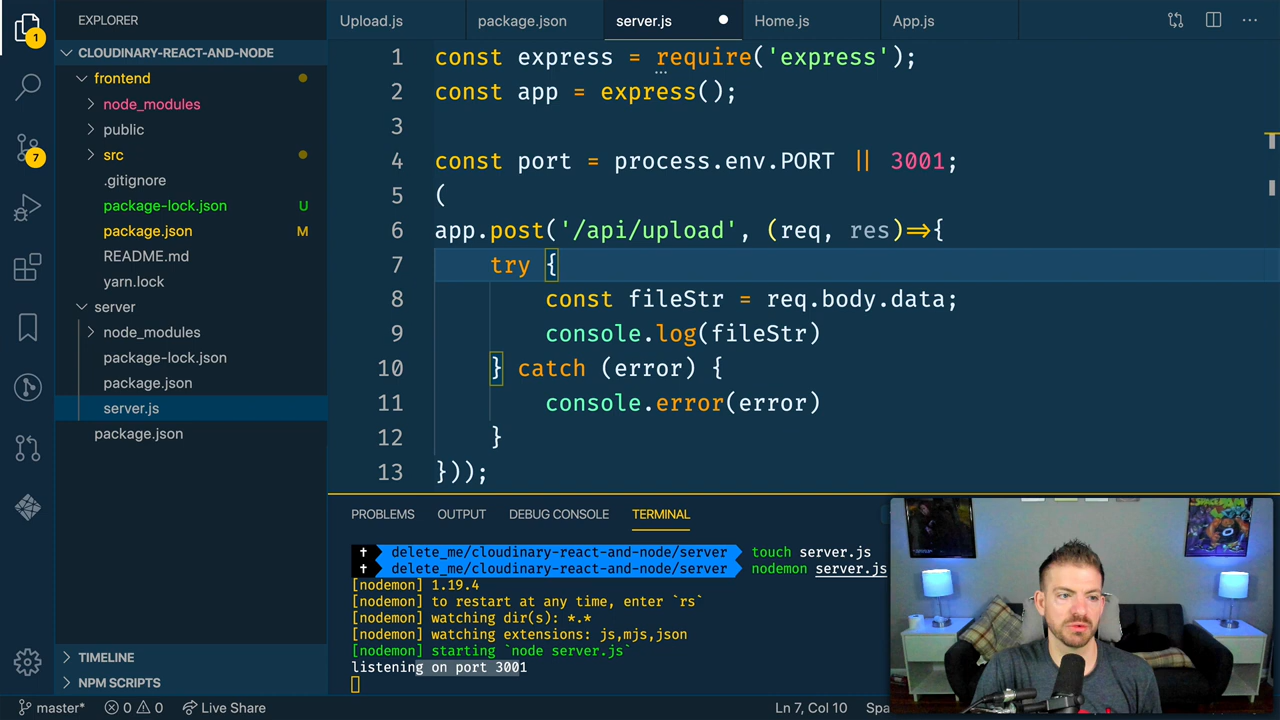 EXPLORER
CLOUDINARY-REACT-AND-NODE
frontend
node_modules
public
src
.gitignore
package-lock.json U
package.json M
README.md
yarn.lock
server
node_modules
package-lock.json
package.json
server.js
package.json
TIMELINE
NPM SCRIPTS
1
7
Upload.js package.json server.js Home.js App.js
1 const express = require('express');
2 const app = express();
3
4 const port = process.env.PORT || 3001;
5 (
6 app.post('/api/upload', (req, res)=>{
7 try {
8 const fileStr = req.body.data;
9 console.log(fileStr)
10 } catch (error) {
11 console.error(error)
12 }
13 }));
PROBLEMS OUTPUT DEBUG CONSOLE TERMINAL
delete_me/cloudinary-react-and-node/server touch server.js
delete_me/cloudinary-react-and-node/server nodemon server.js
[nodemon] 1.19.4
[nodemon] to restart at any time, enter `rs`
[nodemon] watching dir(s): *.*
[nodemon] watching extensions: js,mjs,json
[nodemon] starting `node server.js`
listening on port 3001
master* 0 0 Live Share Ln 7, Col 10